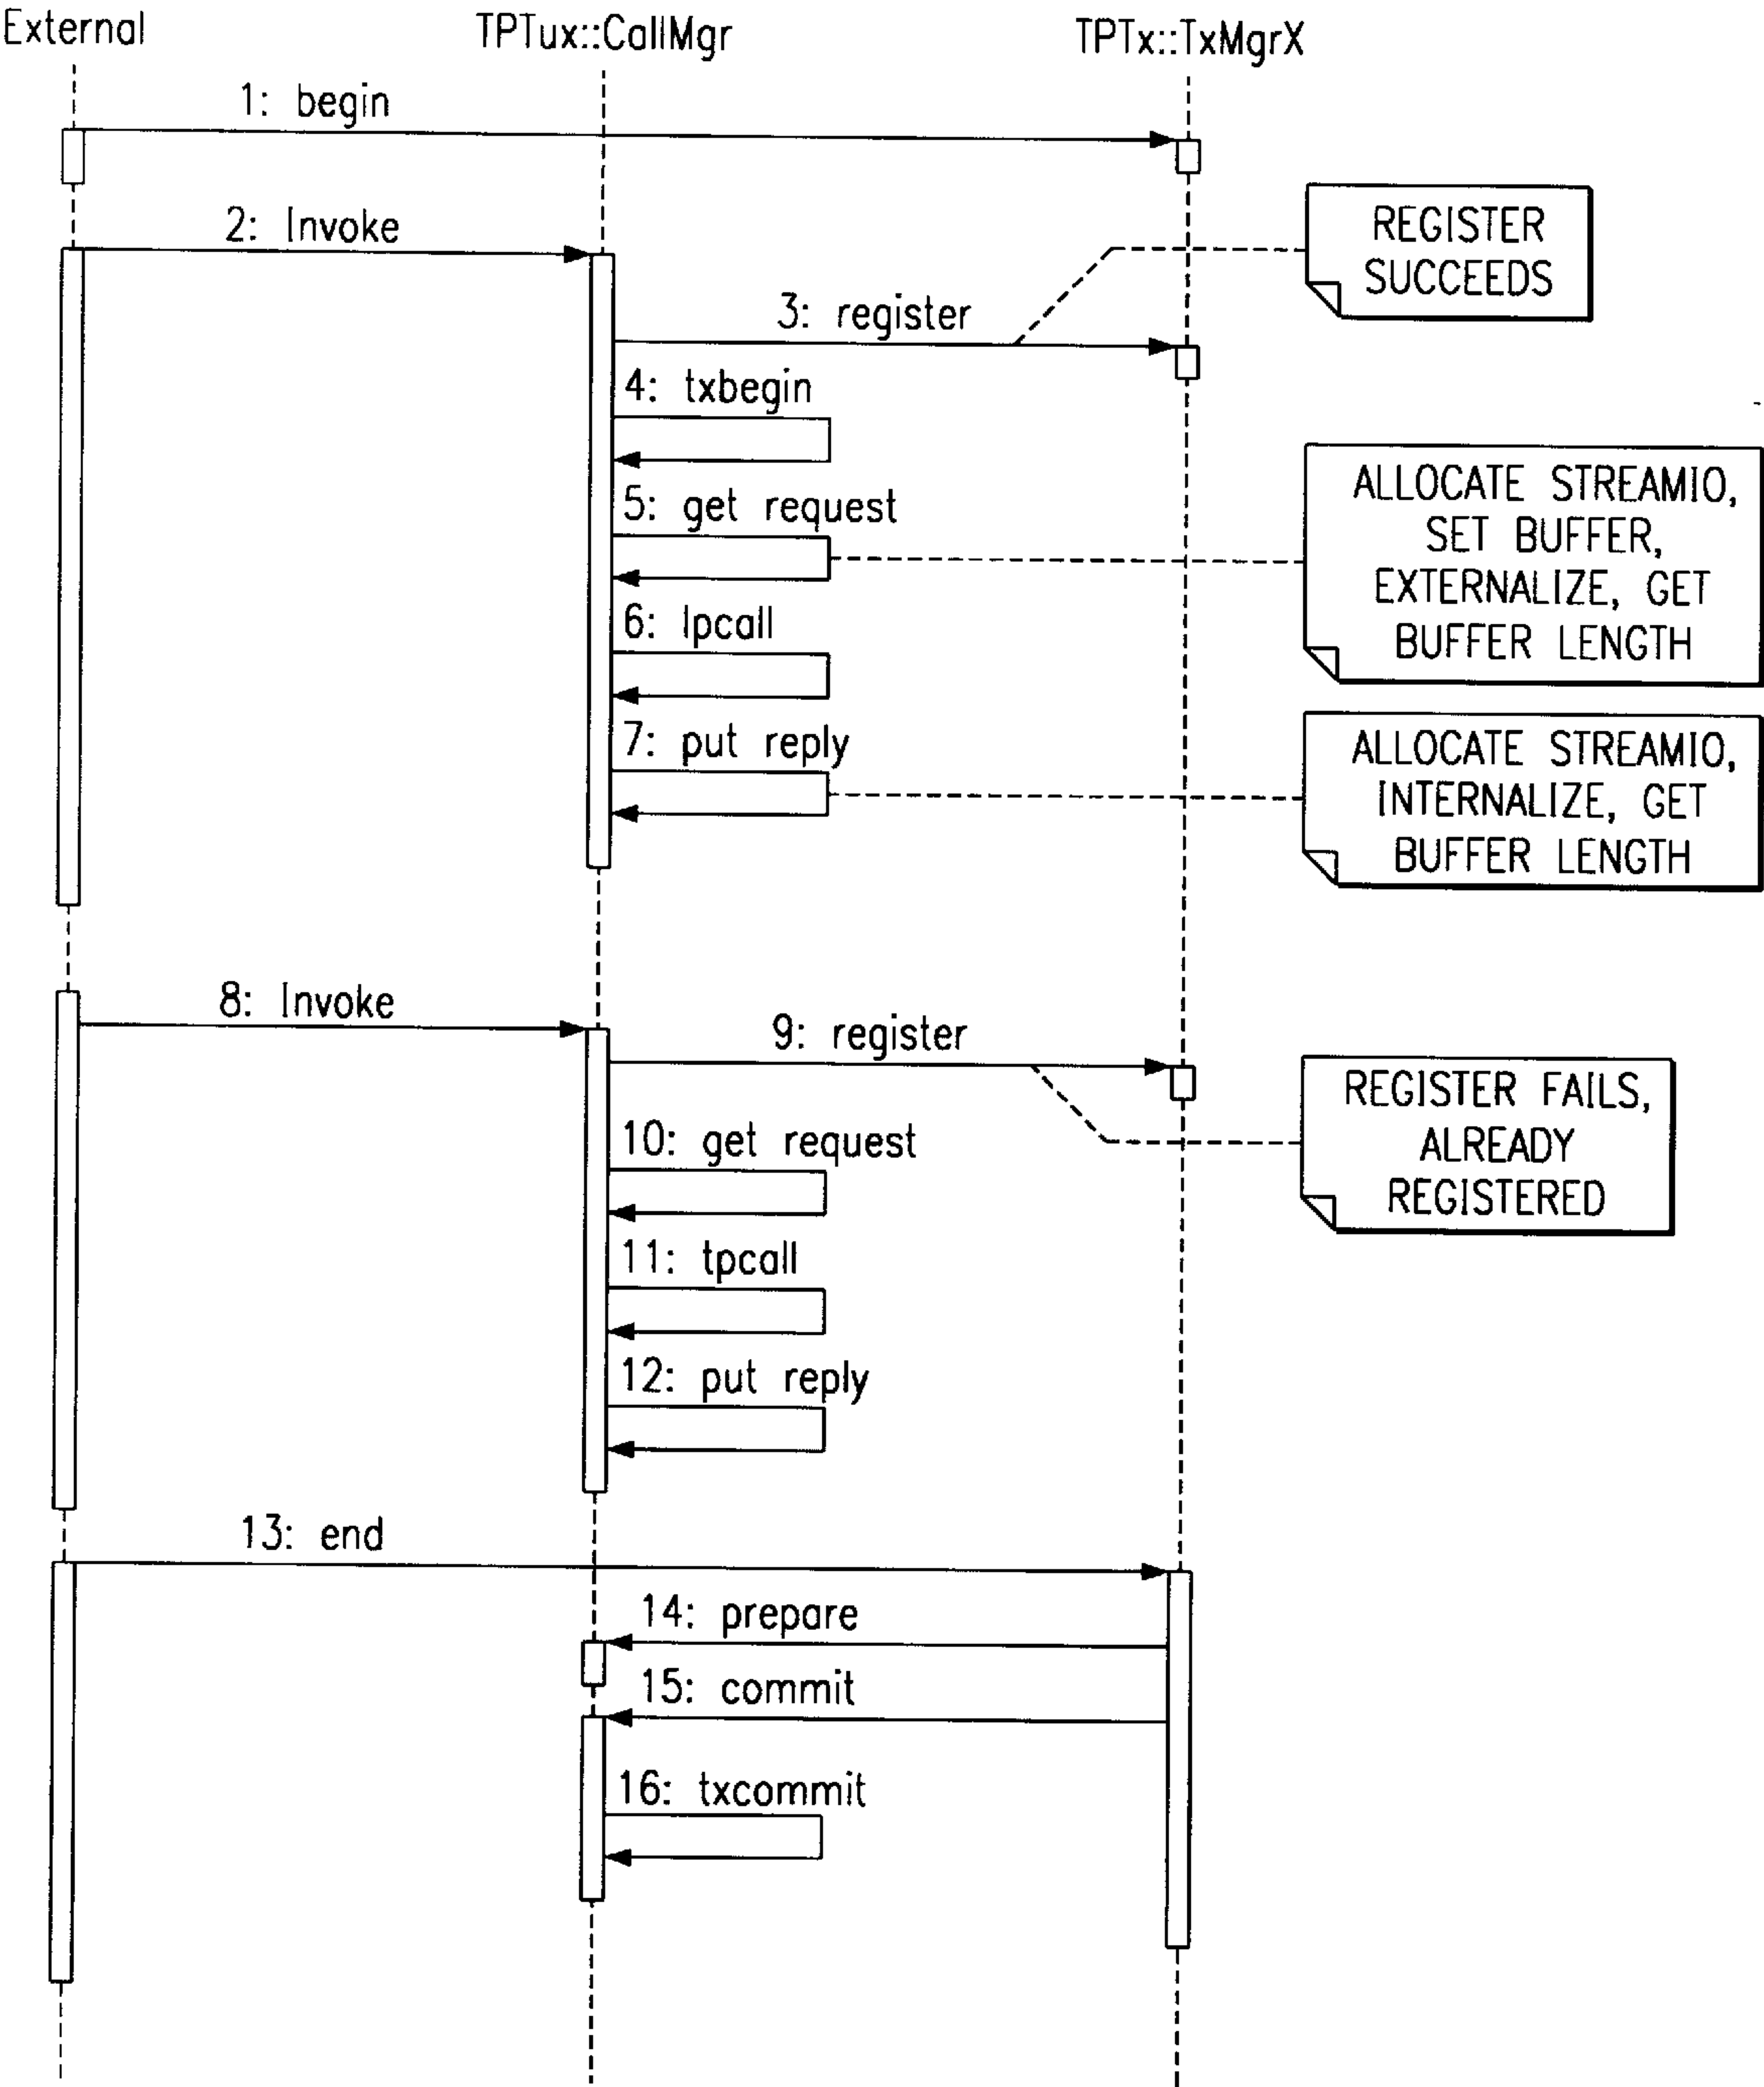 External
TPTux::CallMgr
TPTx::TxMgrX
1: begin
2: Invoke
REGISTER
SUCCEEDS
3: register
4: txbegin
5: get request
ALLOCATE STREAMIO,
SET BUFFER,
EXTERNALIZE, GET
BUFFER LENGTH
6: lpcall
7: put reply
ALLOCATE STREAMIO,
INTERNALIZE, GET
BUFFER LENGTH
8: Invoke
9: register
REGISTER FAILS,
ALREADY
REGISTERED
10: get request
11: tpcall
12: put reply
13: end
14: prepare
15: commit
16: txcommit